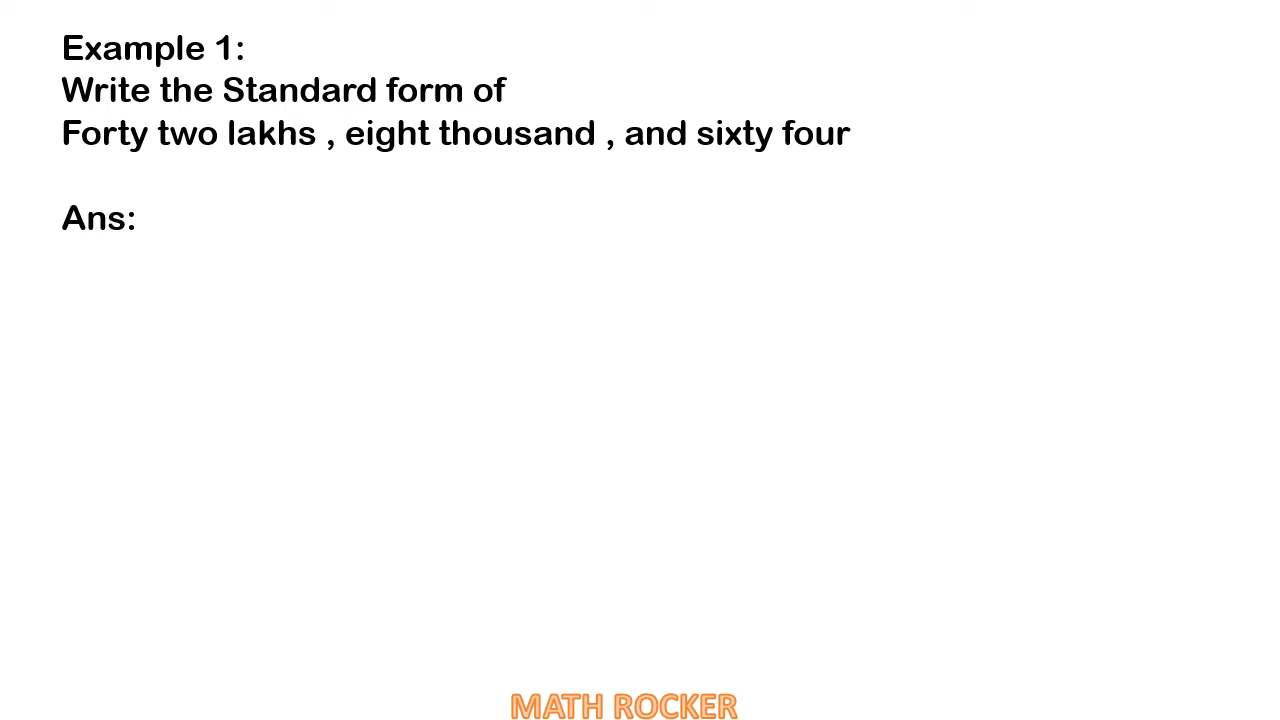 Example 1:
Write the Standard form of
Forty two lakhs , eight thousand , and sixty four
Ans:
MATH ROCKER